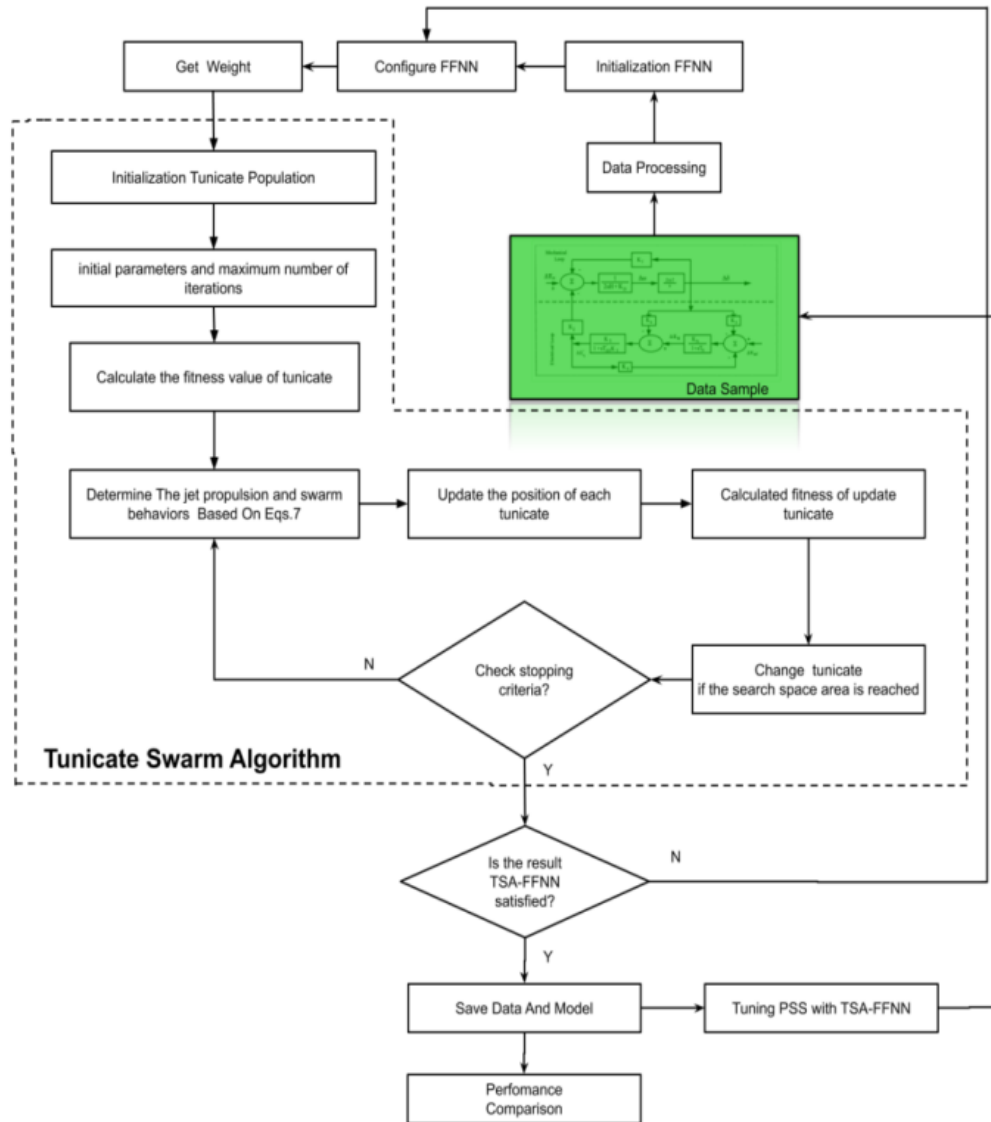 Get Weight
Configure FFNN
Initialization FFNN
Data Processing
Initialization Tunicate Population
initial parameters and maximum number of
iterations
Calculate the fitness value of tunicate
Data Sample
Determine The jet propulsion and swarm
behaviors Based On Eqs.7
Update the position of each
tunicate
Calculated fitness of update
tunicate
Change tunicate
if the search space area is reached
Check stopping
criteria?
N
Tunicate Swarm Algorithm
Y
Is the result
TSA-FFNN
satisfied?
N
Y
Save Data And Model
Tuning PSS with TSA-FFNN
Perfomance
Comparison